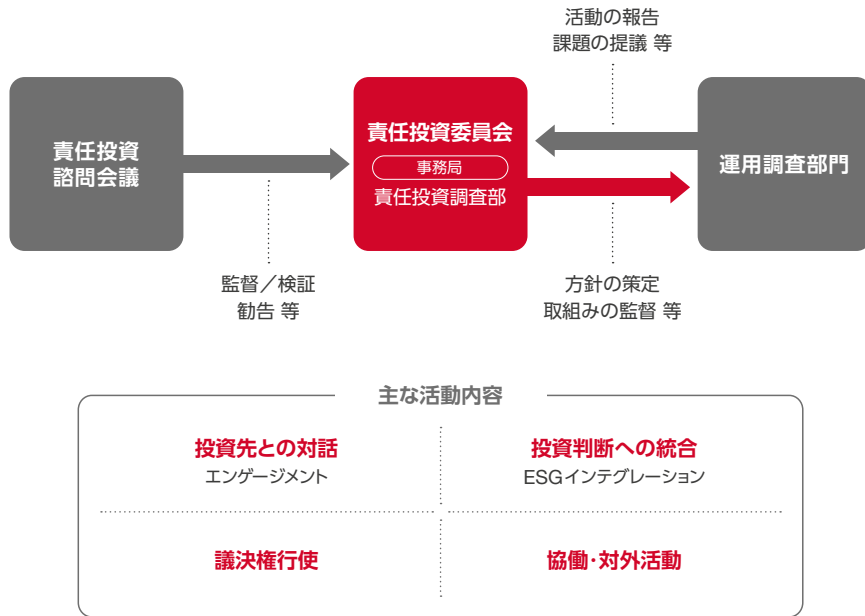 活動の報告
課題の提議 等
責任投資
諮問会議
責任投資委員会
事務局
責任投資調査部
運用調査部門
監督／検証
勧告 等
方針の策定
取組みの監督 等
主な活動内容
投資先との対話
エンゲージメント
投資判断への統合
ESGインテグレーション
議決権行使
協働・対外活動